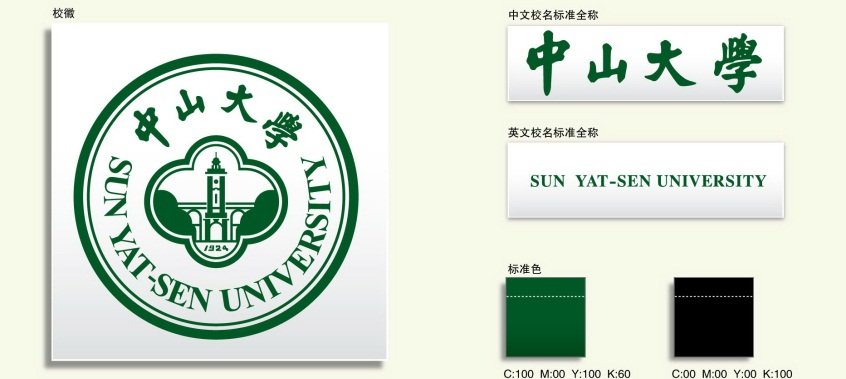 校徽
中山大學
SUN YAT-SEN UNIVERSITY
1924
中文校名标准全称
中山大學
英文校名标准全称
SUN YAT-SEN UNIVERSITY
标准色
C:100 M:00 Y:100 K:60
C:00 M:00 Y:00 K:100